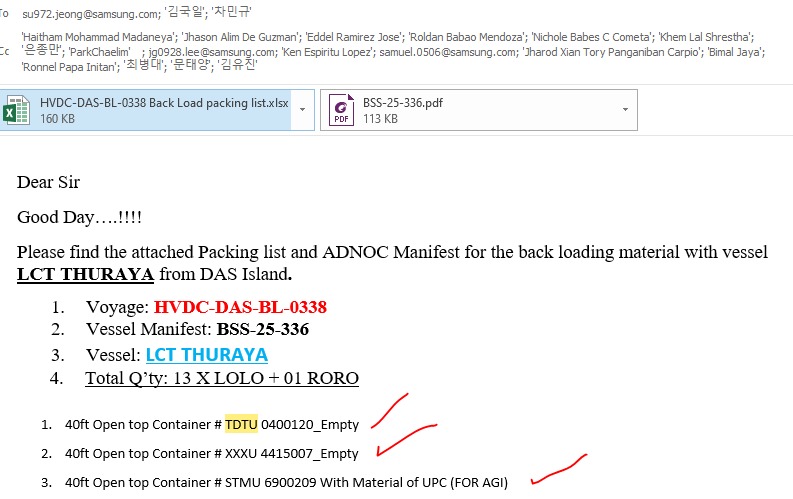 To su972.jeong@samsung.com; '김국일'; '차민규'
'Haitham Mohammad Madaneya'; 'Jhason Alim De Guzman'; 'Eddel Ramirez Jose'; 'Roldan Babao Mendoza'; 'Nichole Babes C Cometa'; 'Khem Lal Shrestha';
Cc '은종만'; 'ParkChaelim' ; jg0928.lee@samsung.com; 'Ken Espiritu Lopez'; samuel.0506@samsung.com; 'Jharod Xian Tory Panganiban Carpio'; 'Bimal Jaya';
'Ronnel Papa Initan'; '최병대'; '문태양'; '김유진'
HVDC-DAS-BL-0338 Back Load packing list.xlsx
160 KB
PDF
BSS-25-336.pdf
113 KB
Dear Sir
Good Day….!!!!
Please find the attached Packing list and ADNOC Manifest for the back loading material with vessel
LCT THURAYA from DAS Island.
1. Voyage: HVDC-DAS-BL-0338
2. Vessel Manifest: BSS-25-336
3. Vessel: LCT THURAYA
4. Total Q’ty: 13 X LOLO + 01 RORO
1. 40ft Open top Container # TDTU 0400120_Empty
2. 40ft Open top Container # XXXU 4415007_Empty
3. 40ft Open top Container # STMU 6900209 With Material of UPC (FOR AGI)